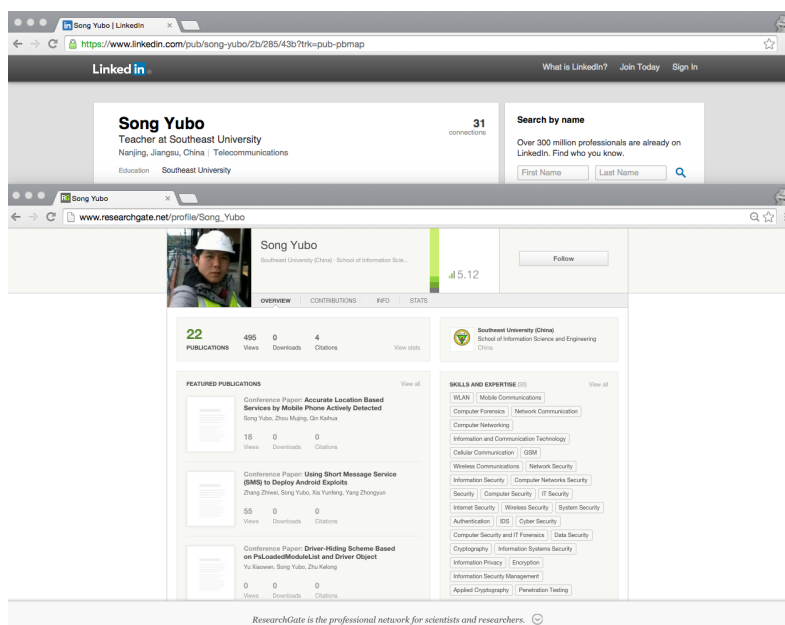 Song Yubo | LinkedIn
https://www.linkedin.com/pub/song-yubo/2b/285/43b?trk=pub-pbmap
Linked in
What is LinkedIn? Join Today Sign In
Song Yubo
Teacher at Southeast University
Nanjing, Jiangsu, China | Telecommunications
Education Southeast University
31
connections
Search by name
Over 300 million professionals are already on
LinkedIn. Find who you know.
First Name Last Name
RG Song Yubo
www.researchgate.net/profile/Song_Yubo
Song Yubo
Southeast University (China) · School of Information Scie...
5.12
Follow
OVERVIEW CONTRIBUTIONS INFO STATS
22 495 0 4
PUBLICATIONS Views Downloads Citations View stats
Southeast University (China)
School of Information Science and Engineering
China
FEATURED PUBLICATIONS View all
Conference Paper: Accurate Location Based
Services by Mobile Phone Actively Detected
Song Yubo, Zhou Mujing, Qin Kaihua
18 0 0
Views Downloads Citations
Conference Paper: Using Short Message Service
(SMS) to Deploy Android Exploits
Zhang Zhiwei, Song Yubo, Xia Yunfeng, Yang Zhongyun
55 0 0
Views Downloads Citations
Conference Paper: Driver-Hiding Scheme Based
on PsLoadedModuleList and Driver Object
Yu Xiaowen, Song Yubo, Zhu Kelong
0 0 0
Views Downloads Citations
SKILLS AND EXPERTISE View all
WLAN Mobile Communications
Computer Forensics Network Communication
Computer Networking
Information and Communication Technology
Cellular Communication GSM
Wireless Communications Network Security
Information Security Computer Networks Security
Security Computer Security IT Security
Internet Security Wireless Security System Security
Authentication IDS Cyber Security
Computer Security and IT Forensics Data Security
Cryptography Information Systems Security
Information Privacy Encryption
Information Security Management
Applied Cryptography Penetration Testing
ResearchGate is the professional network for scientists and researchers.